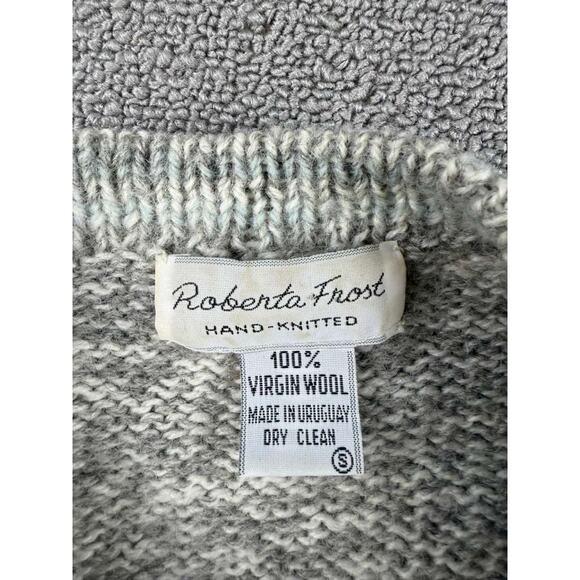 Roberta Frost
HAND-KNITTED
100%
VIRGIN WOOL
MADE IN URUGUAY
DRY CLEAN
S